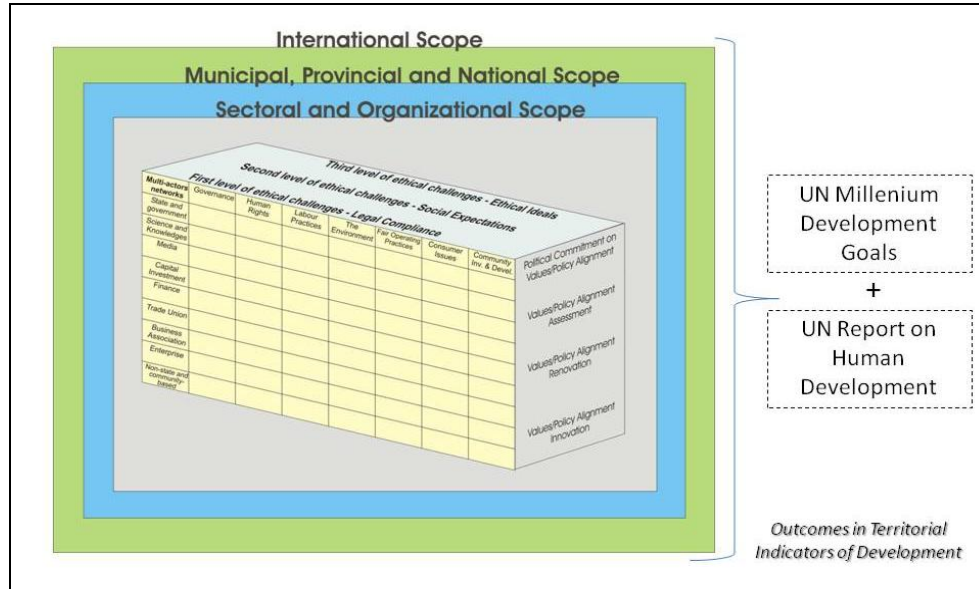 International Scope
Municipal, Provincial and National Scope
Sectoral and Organizational Scope
Third level of ethical challenges - Ethical Ideals
Second level of ethical challenges - Social Expectations
First level of ethical challenges - Legal Compliance
Multi-actors
networks
Governance
Human
Rights
Labour
Practices
The
Environment
Fair Operating
Practices
Consumer
Issues
Community
Inv. & Devel.
State and
government
Science and
Knowledges
Media
Capital
Investment
Finance
Trade Union
Business
Association
Enterprise
Non-state and
community-
based
Political Commitment on
Values/Policy Alignment
Values/Policy Alignment
Assessment
Values/Policy Alignment
Renovation
Values/Policy Alignment
Innovation
UN Millenium
Development
Goals
+
UN Report on
Human
Development
Outcomes in Territorial
Indicators of Development